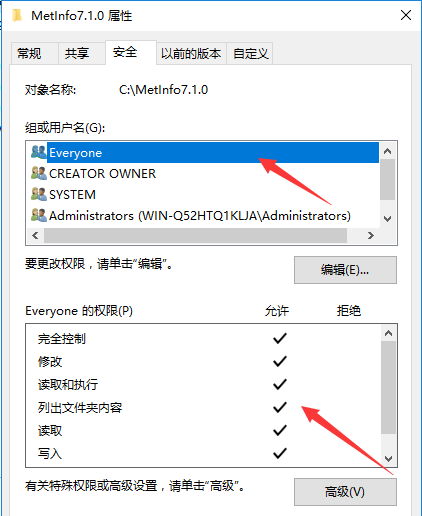 MetInfo7.1.0 属性
常规 共享 安全 以前的版本 自定义
对象名称: C:\MetInfo7.1.0
组或用户名(G):
Everyone
CREATOR OWNER
SYSTEM
Administrators (WIN-Q52HTQ1KLJA\Administrators)
要更改权限，请单击"编辑"。
编辑(E)...
Everyone 的权限(P) 允许 拒绝
完全控制
修改
读取和执行
列出文件夹内容
读取
写入
有关特殊权限或高级设置，请单击"高级"。
高级(V)